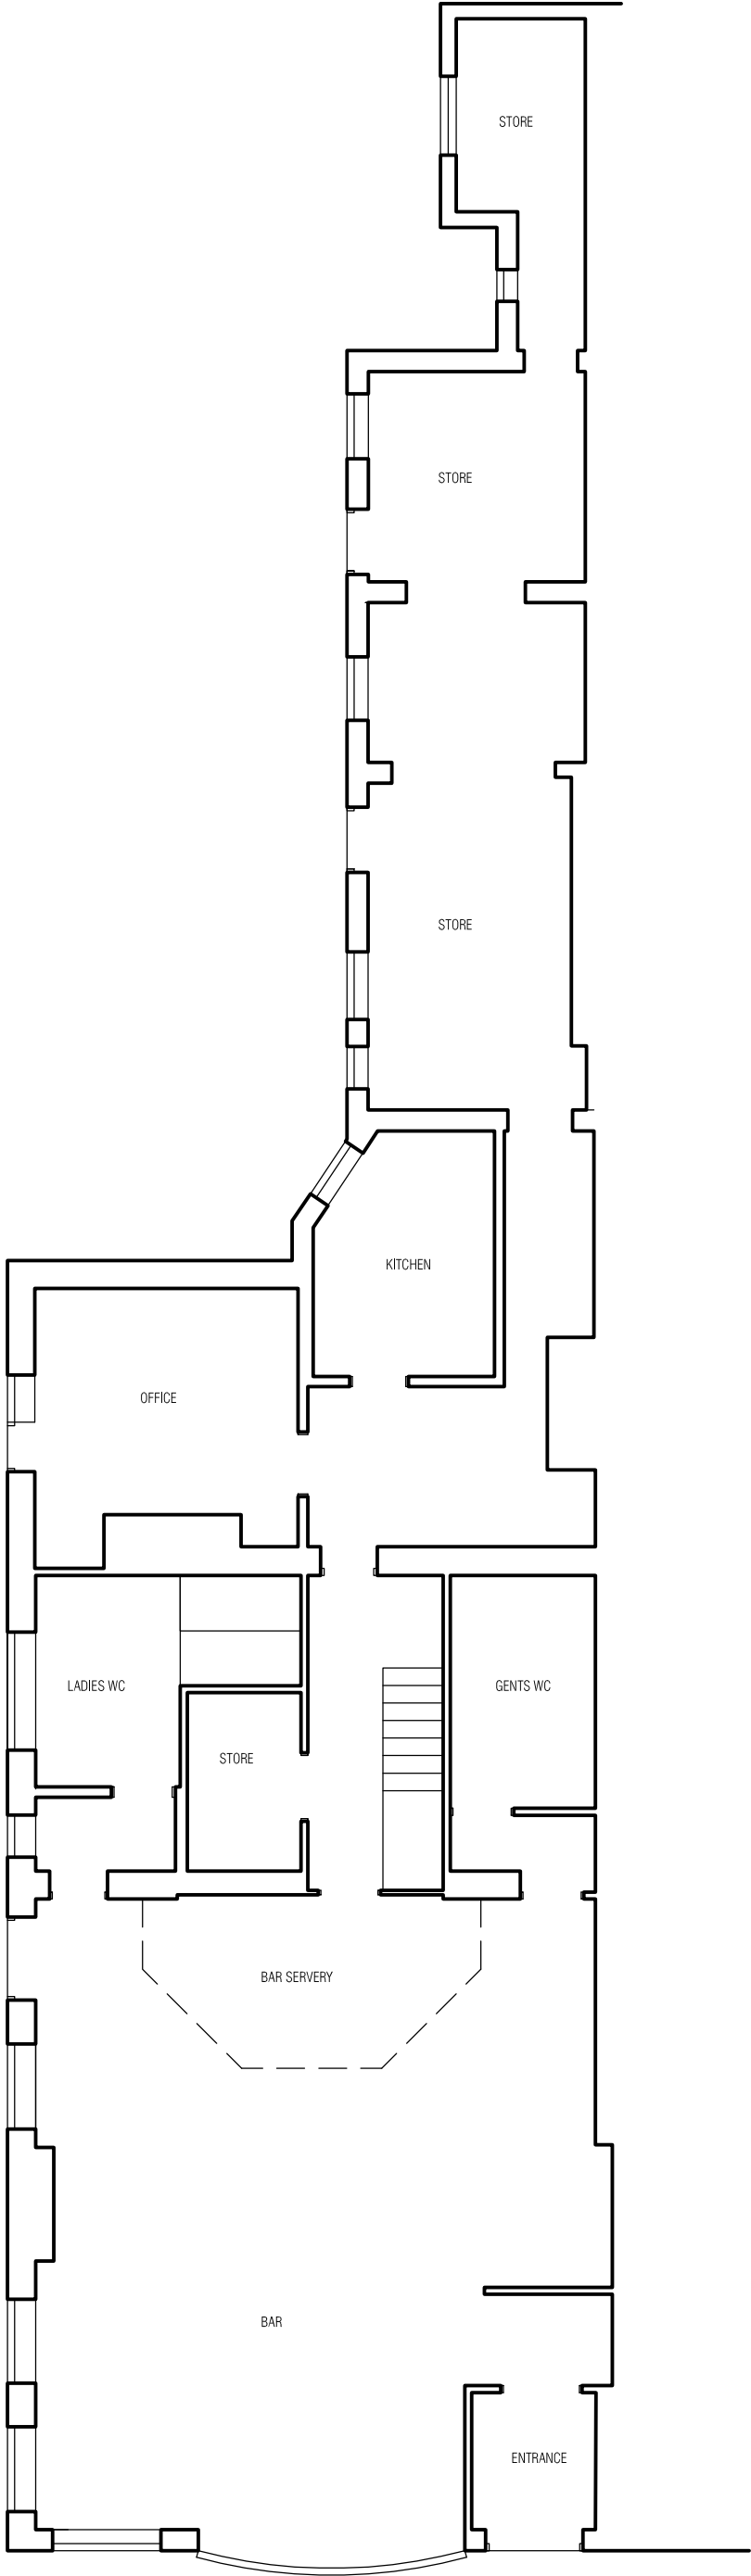 STORE
STORE
STORE
KITCHEN
OFFICE
LADIES WC
GENTS WC
STORE
BAR SERVERY
BAR
ENTRANCE